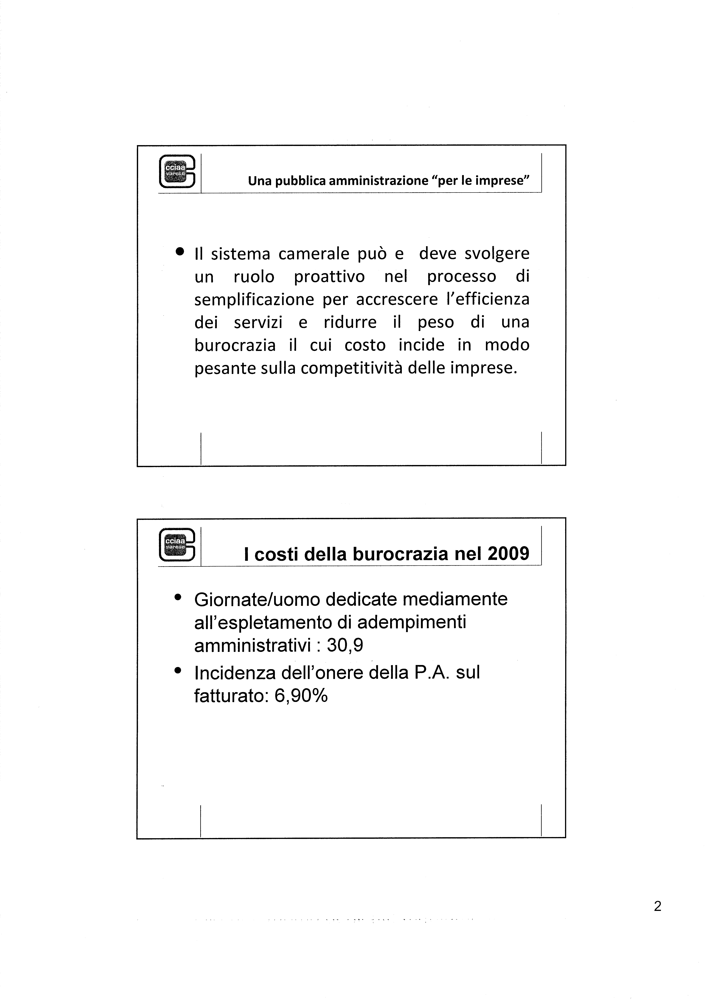 cciaa
varese
Una pubblica amministrazione “per le imprese”
• Il sistema camerale può e deve svolgere
un ruolo proattivo nel processo di
semplificazione per accrescere l’efficienza
dei servizi e ridurre il peso di una
burocrazia il cui costo incide in modo
pesante sulla competitività delle imprese.
cciaa
varese
I costi della burocrazia nel 2009
• Giornate/uomo dedicate mediamente
all’espletamento di adempimenti
amministrativi : 30,9
• Incidenza dell’onere della P.A. sul
fatturato: 6,90%
2